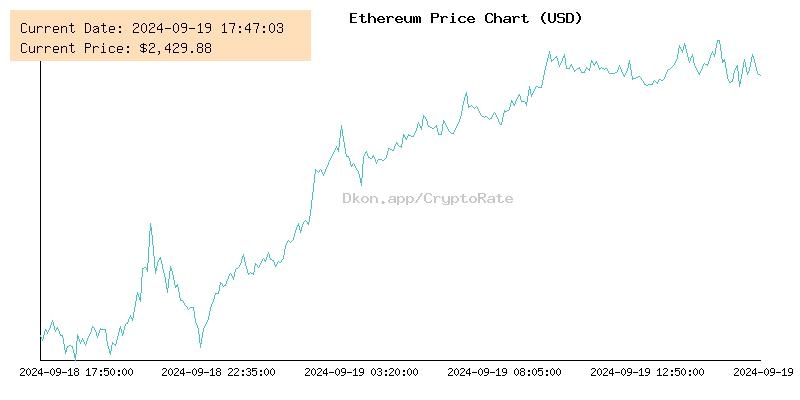 Ethereum Price Chart (USD)
Current Date: 2024-09-19 17:47:03
Current Price: $2,429.88
Dkon.app/CryptoRate
2024-09-18 17:50:00 2024-09-18 22:35:00 2024-09-19 03:20:00 2024-09-19 08:05:00 2024-09-19 12:50:00 2024-09-19